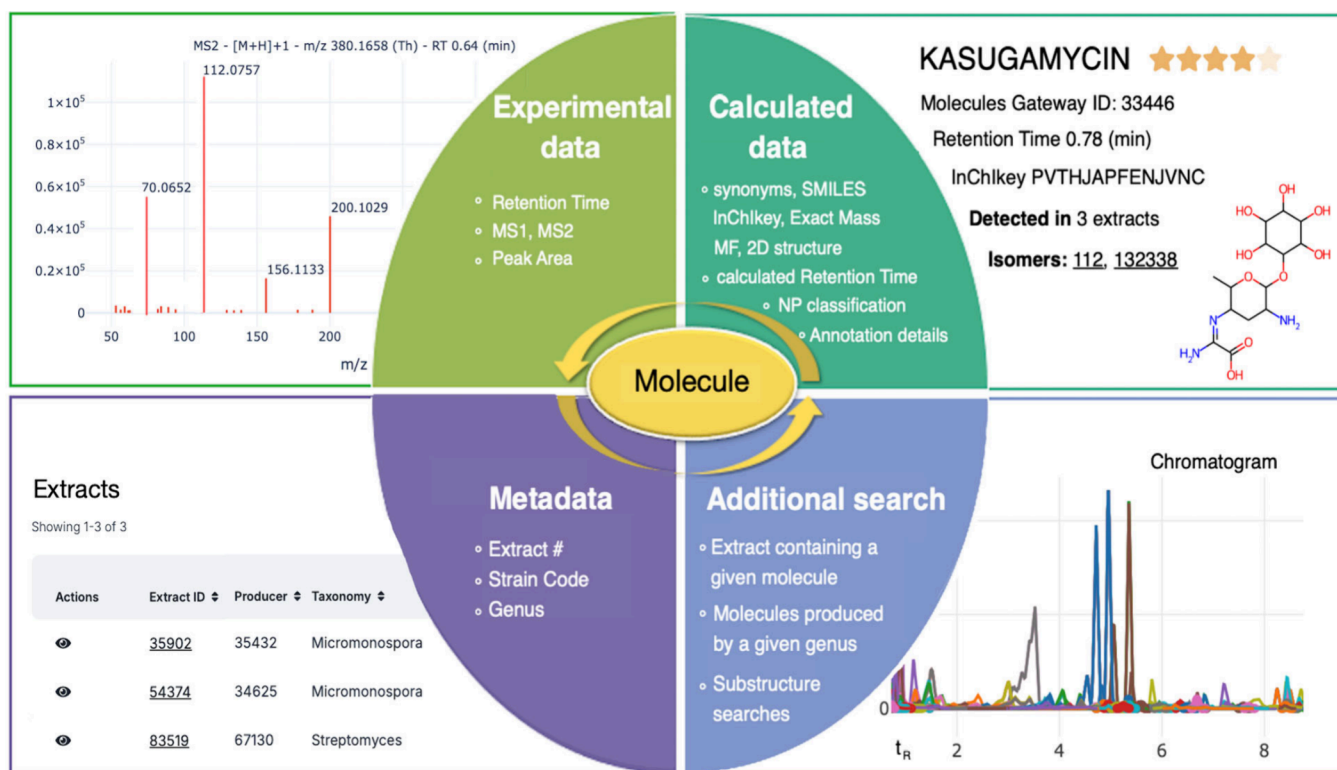 MS2 - [M+H]+1 - m/z 380.1658 (Th) - RT 0.64 (min)
112.0757
1×10⁵
0.8×10⁵
0.6×10⁵
0.4×10⁵
0.2×10⁵
0
70.0652
200.1029
156.1133
50
100
150
200
m/z
Experimental
data
Retention Time
MS1, MS2
Peak Area
Calculated
data
synonyms, SMILES
InChIkey, Exact Mass
MF, 2D structure
calculated Retention Time
NP classification
Annotation details
KASUGAMYCIN
Molecules Gateway ID: 33446
Retention Time 0.78 (min)
InChIkey PVTHJAPFENJVNC
Detected in 3 extracts
Isomers: 112, 132338
OH
HO
OH
HO
OH
O
O
NH₂
N
H₂N
O
OH
Molecule
Extracts
Showing 1-3 of 3
Actions Extract ID Producer Taxonomy
35902 35432 Micromonospora
54374 34625 Micromonospora
83519 67130 Streptomyces
Metadata
Extract #
Strain Code
Genus
Additional search
Extract containing a
given molecule
Molecules produced
by a given genus
Substructure
searches
Chromatogram
0
tR 2 4 6 8